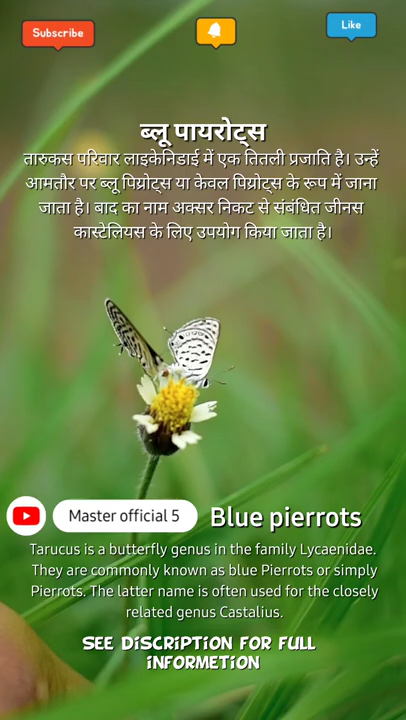 Subscribe
Like
ब्लू पायरोट्स
तारुकस परिवार लाइकेनिडाई में एक तितली प्रजाति है। उन्हें
आमतौर पर ब्लू पिय्रोट्स या केवल पिय्रोट्स के रूप में जाना
जाता है। बाद का नाम अक्सर निकट से संबंधित जीनस
कास्टेलियस के लिए उपयोग किया जाता है।
Master official 5
Blue pierrots
Tarucus is a butterfly genus in the family Lycaenidae.
They are commonly known as blue Pierrots or simply
Pierrots. The latter name is often used for the closely
related genus Castalius.
SEE DiSCRiPTiON FOR FULL
iNFORMETiON